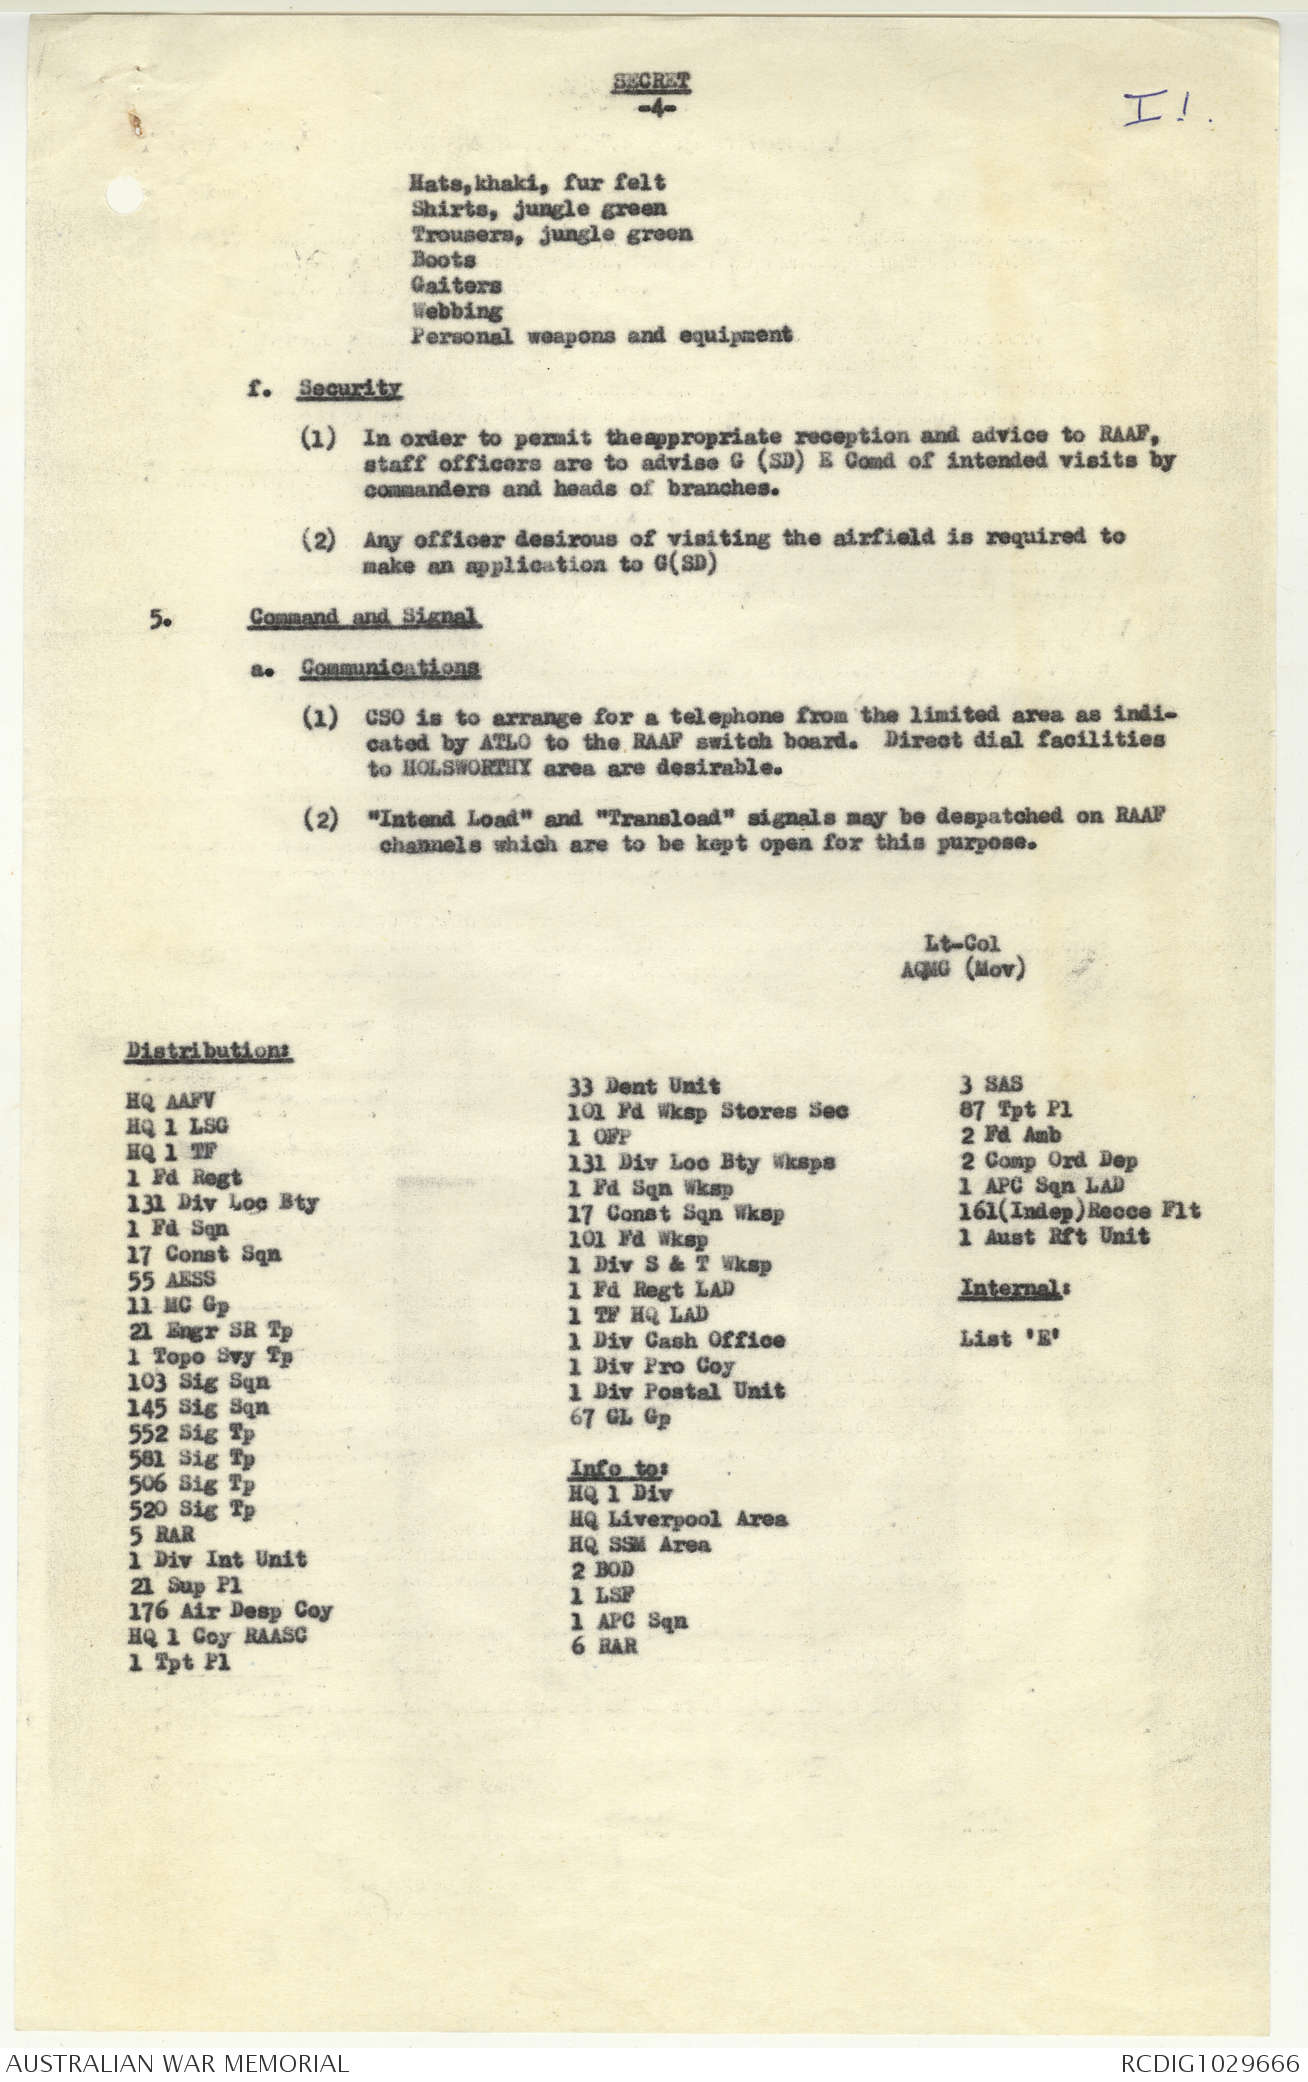 SECRET
-4-
I!.
Hats,khaki, fur felt
Shirts, jungle green
Trousers, jungle green
Boots
Gaiters
Webbing
Personal weapons and equipment
f. Security
(1) In order to permit theappropriate reception and advice to RAAF,
staff officers are to advise G (SD) E Comd of intended visits by
commanders and heads of branches.
(2) Any officer desirous of visiting the airfield is required to
make an application to G(SD)
5. Command and Signal
a. Communications
(1) CSO is to arrange for a telephone from the limited area as indi-
cated by ATLO to the RAAF switch board. Direct dial facilities
to HOLSWORTHY area are desirable.
(2) "Intend Load" and "Transload" signals may be despatched on RAAF
channels which are to be kept open for this purpose.
Lt-Col
AQMG (Mov)
Distribution:
HQ AAFV
HQ 1 LSG
HQ 1 TF
1 Fd Regt
131 Div Loc Bty
1 Fd Sqn
17 Const Sqn
55 AESS
11 MC Gp
21 Engr SR Tp
1 Topo Svy Tp
103 Sig Sqn
145 Sig Sqn
552 Sig Tp
581 Sig Tp
506 Sig Tp
520 Sig Tp
5 RAR
1 Div Int Unit
21 Sup Pl
176 Air Desp Coy
HQ 1 Coy RAASC
1 Tpt Pl
33 Dent Unit
101 Fd Wksp Stores Sec
1 OFP
131 Div Loc Bty Wksps
1 Fd Sqn Wksp
17 Const Sqn Wksp
101 Fd Wksp
1 Div S & T Wksp
1 Fd Regt LAD
1 TF HQ LAD
1 Div Cash Office
1 Div Pro Coy
1 Div Postal Unit
67 GL Gp
Info to:
HQ 1 Div
HQ Liverpool Area
HQ SSM Area
2 BOD
1 LSF
1 APC Sqn
6 RAR
3 SAS
87 Tpt Pl
2 Fd Amb
2 Comp Ord Dep
1 APC Sqn LAD
161(Indep)Recce Flt
1 Aust Rft Unit
Internal:
List 'E'
AUSTRALIAN WAR MEMORIAL
RCDIG1029666